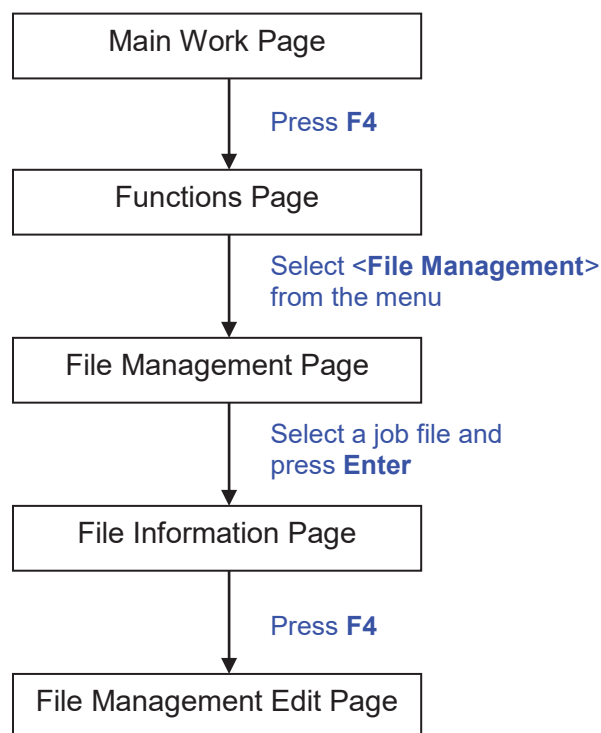 Main Work Page
Press F4
Functions Page
Select <File Management>
from the menu
File Management Page
Select a job file and
press Enter
File Information Page
Press F4
File Management Edit Page